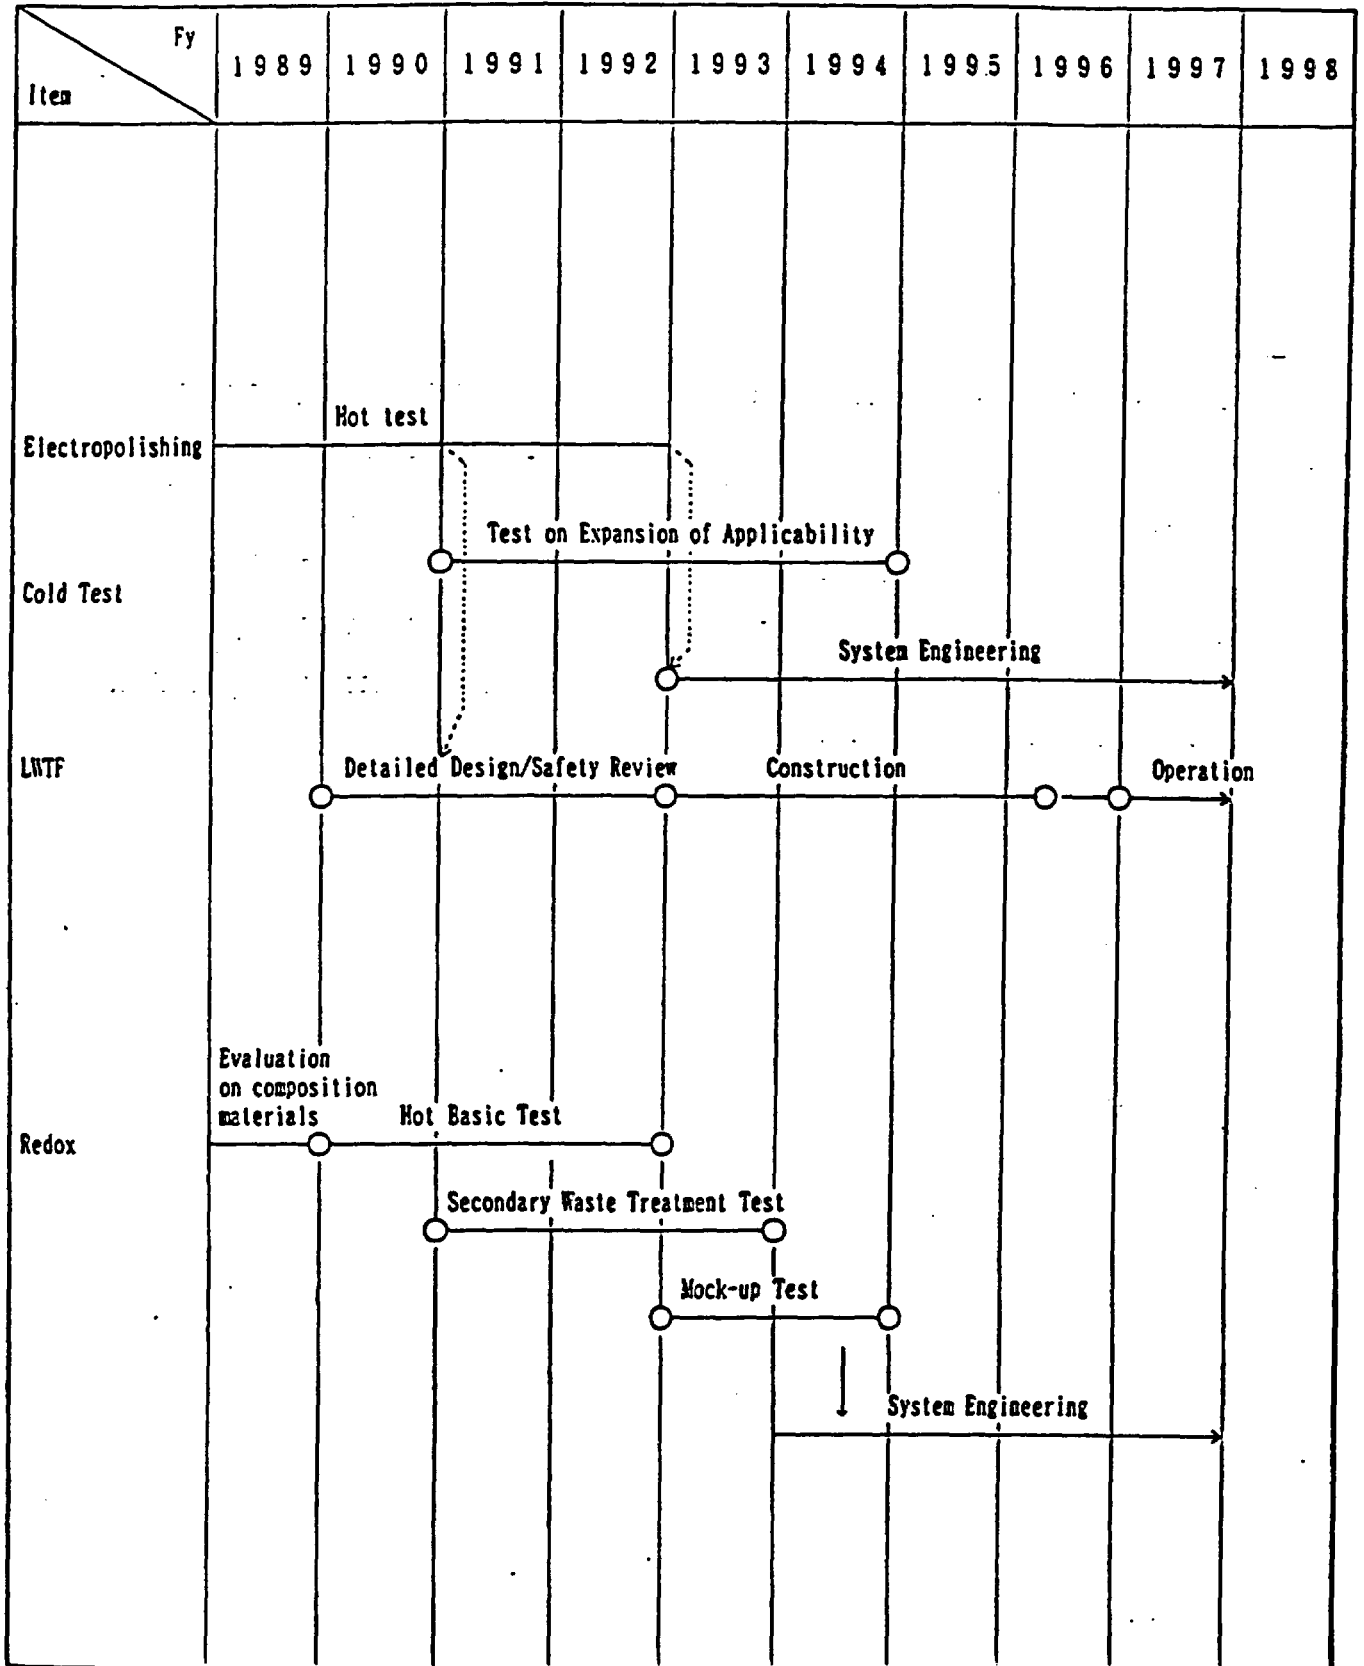 Fy
Item
1989 1990 1991 1992 1993 1994 1995 1996 1997 1998
Hot test
Electropolishing
Test on Expansion of Applicability
Cold Test
System Engineering
LWTF
Detailed Design/Safety Review
Construction
Operation
Evaluation
on composition
materials
Hot Basic Test
Redox
Secondary Waste Treatment Test
Mock-up Test
System Engineering